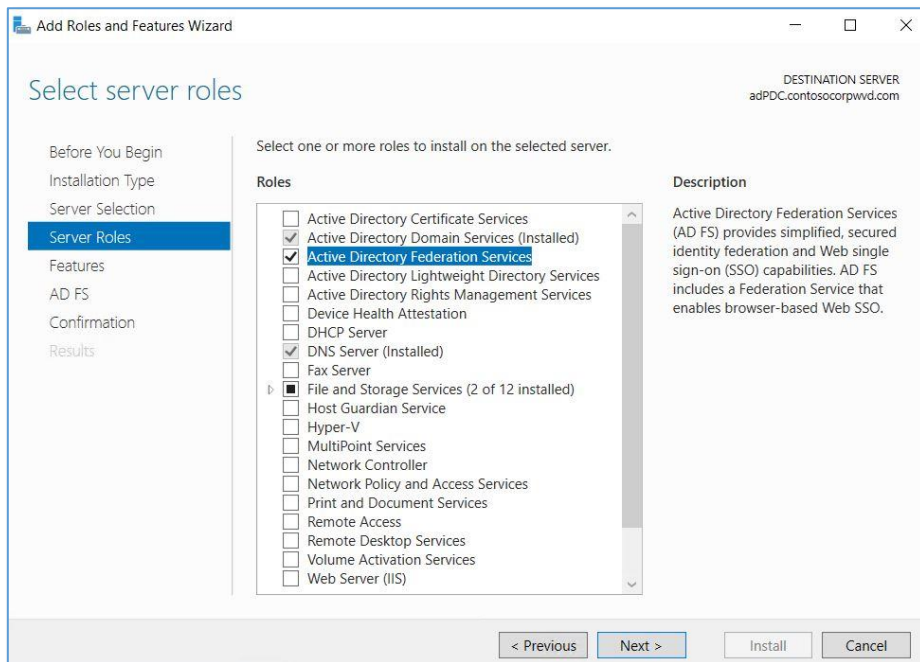 Add Roles and Features Wizard
Select server roles
DESTINATION SERVER
adPDC.contosocorpwvd.com
Before You Begin
Installation Type
Server Selection
Server Roles
Features
AD FS
Confirmation
Results
Select one or more roles to install on the selected server.
Roles
Active Directory Certificate Services
Active Directory Domain Services (Installed)
Active Directory Federation Services
Active Directory Lightweight Directory Services
Active Directory Rights Management Services
Device Health Attestation
DHCP Server
DNS Server (Installed)
Fax Server
File and Storage Services (2 of 12 installed)
Host Guardian Service
Hyper-V
MultiPoint Services
Network Controller
Network Policy and Access Services
Print and Document Services
Remote Access
Remote Desktop Services
Volume Activation Services
Web Server (IIS)
Description
Active Directory Federation Services
(AD FS) provides simplified, secured
identity federation and Web single
sign-on (SSO) capabilities. AD FS
includes a Federation Service that
enables browser-based Web SSO.
< Previous
Next >
Install
Cancel